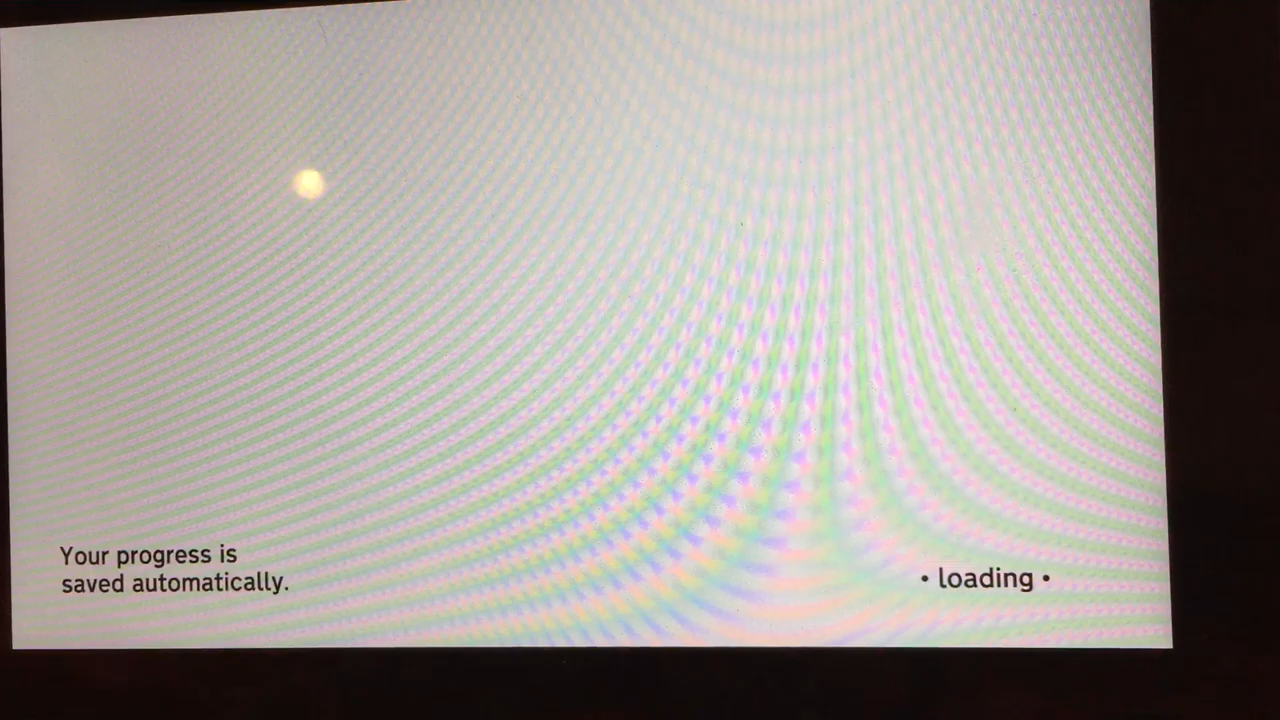 Your progress is
saved automatically.
• loading •